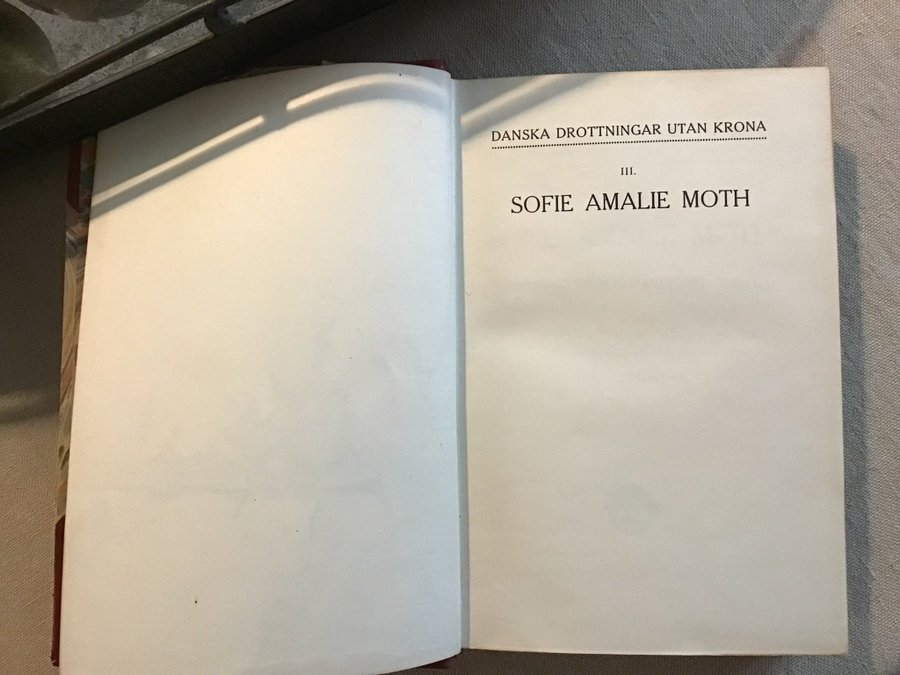 DANSKA DROTTNINGAR UTAN KRONA
III.
SOFIE AMALIE MOTH